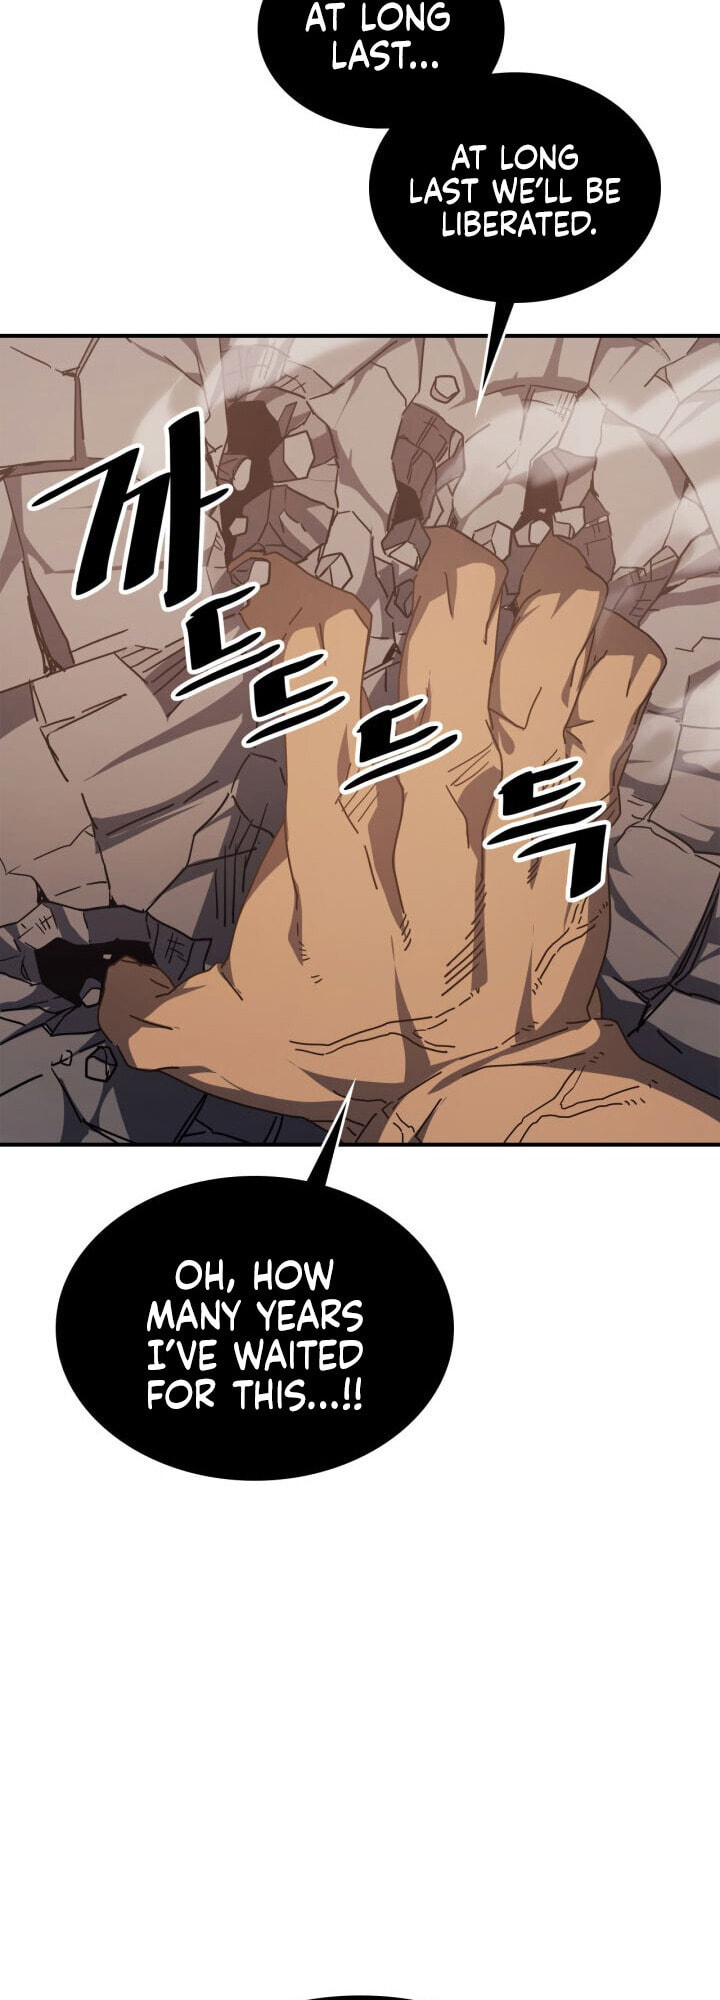 AT LONG
LAST...
AT LONG
LAST WE'LL BE
LIBERATED.
까드드드득
OH, HOW
MANY YEARS
I'VE WAITED
FOR THIS...!!